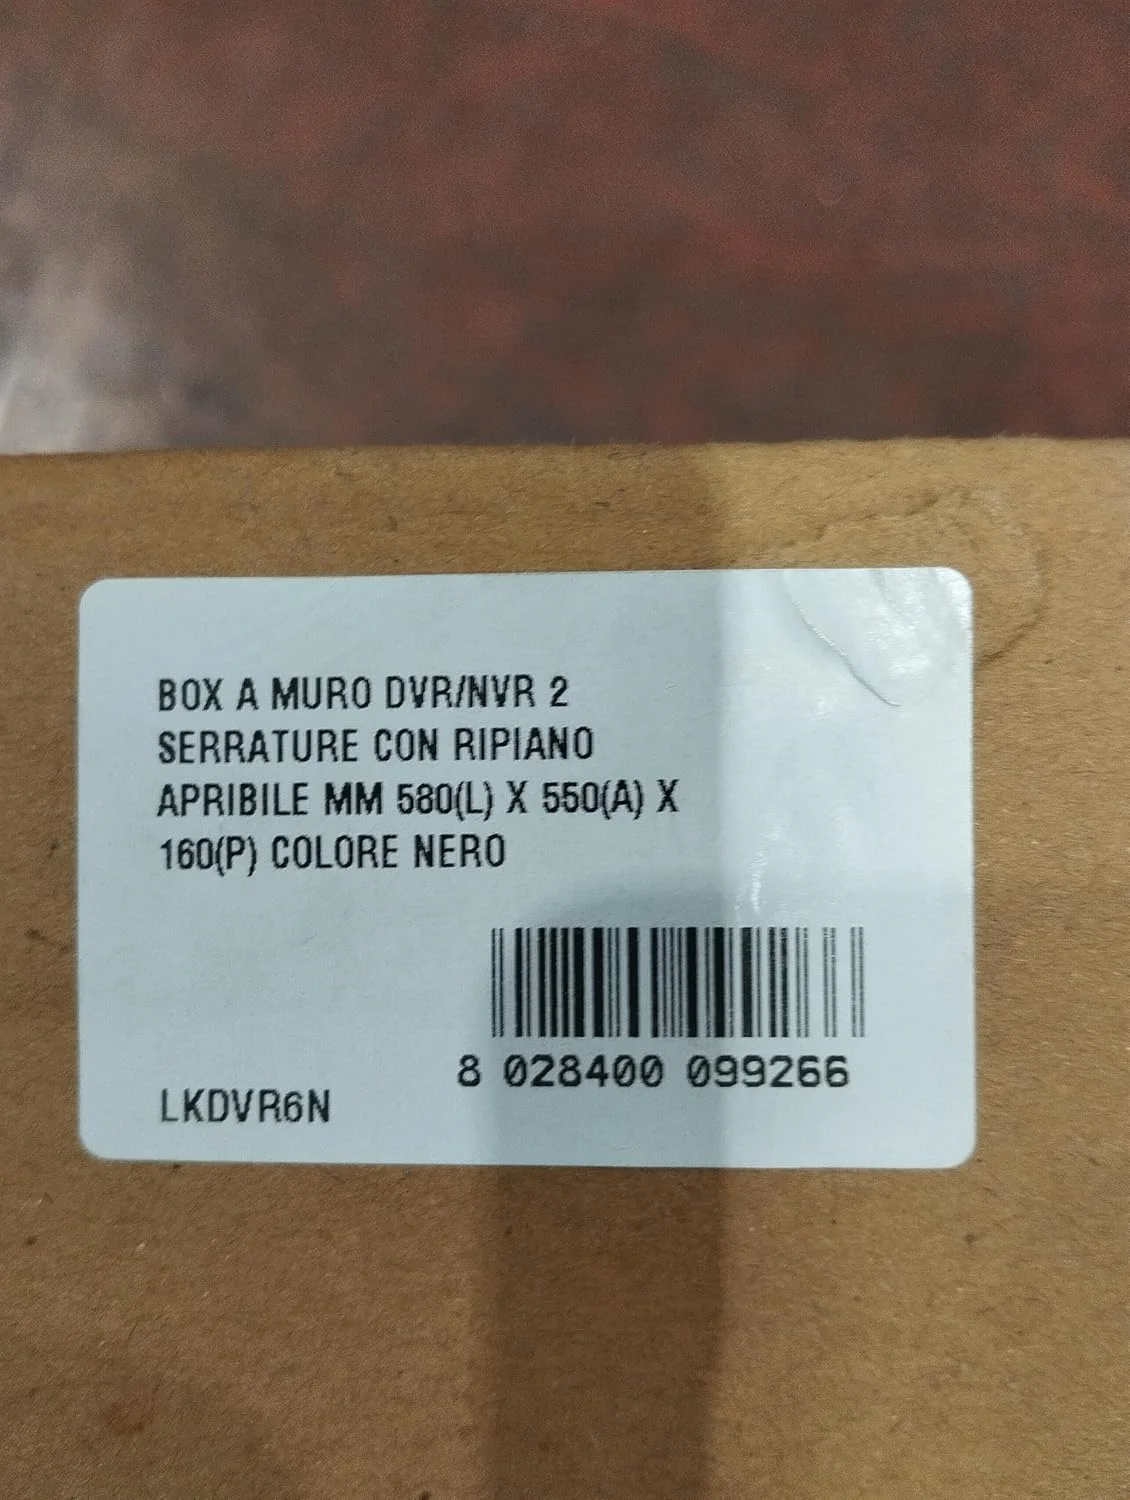 BOX A MURO DVR/NVR 2
SERRATURE CON RIPIANO
APRIBILE MM 580(L) X 550(A) X
160(P) COLORE NERO
8 028400 099266
LKDVR6N